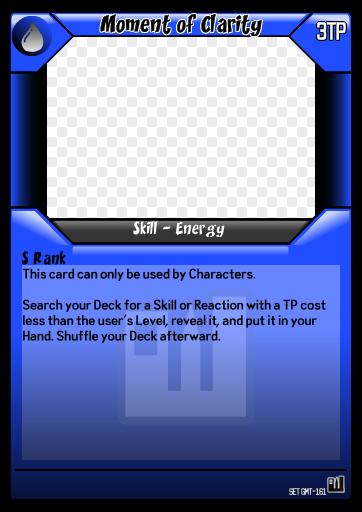 Moment of Clarity
3TP
Skill - Energy
S Rank
This card can only be used by Characters.
Search your Deck for a Skill or Reaction with a TP cost
less than the user's Level, reveal it, and put it in your
Hand. Shuffle your Deck afterward.
SET GMT-161